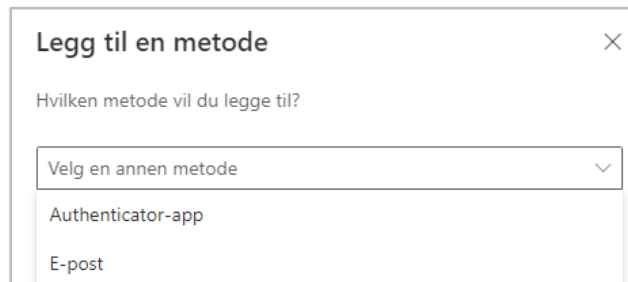 Legg til en metode
Hvilken metode vil du legge til?
Velg en annen metode
Authenticator-app
E-post